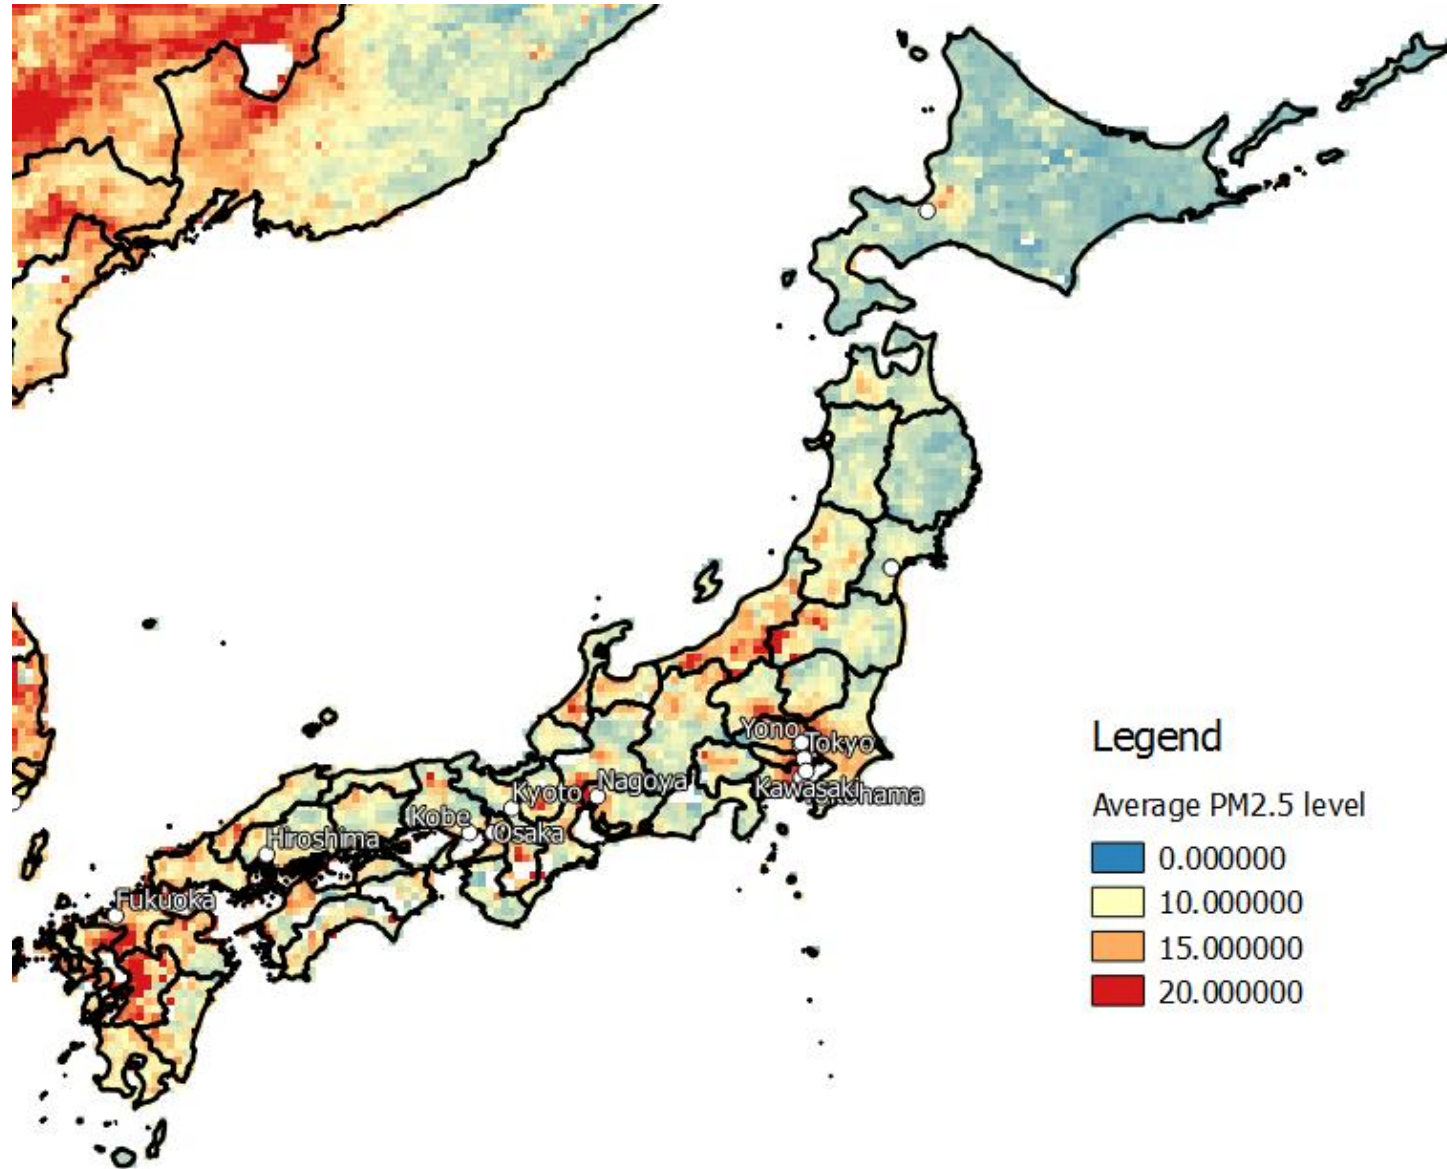 Yono
Tokyo
Kawasaki
Yokohama
Nagoya
Kyoto
Kobe
Osaka
Hiroshima
Fukuoka
Legend
Average PM2.5 level
0.000000
10.000000
15.000000
20.000000